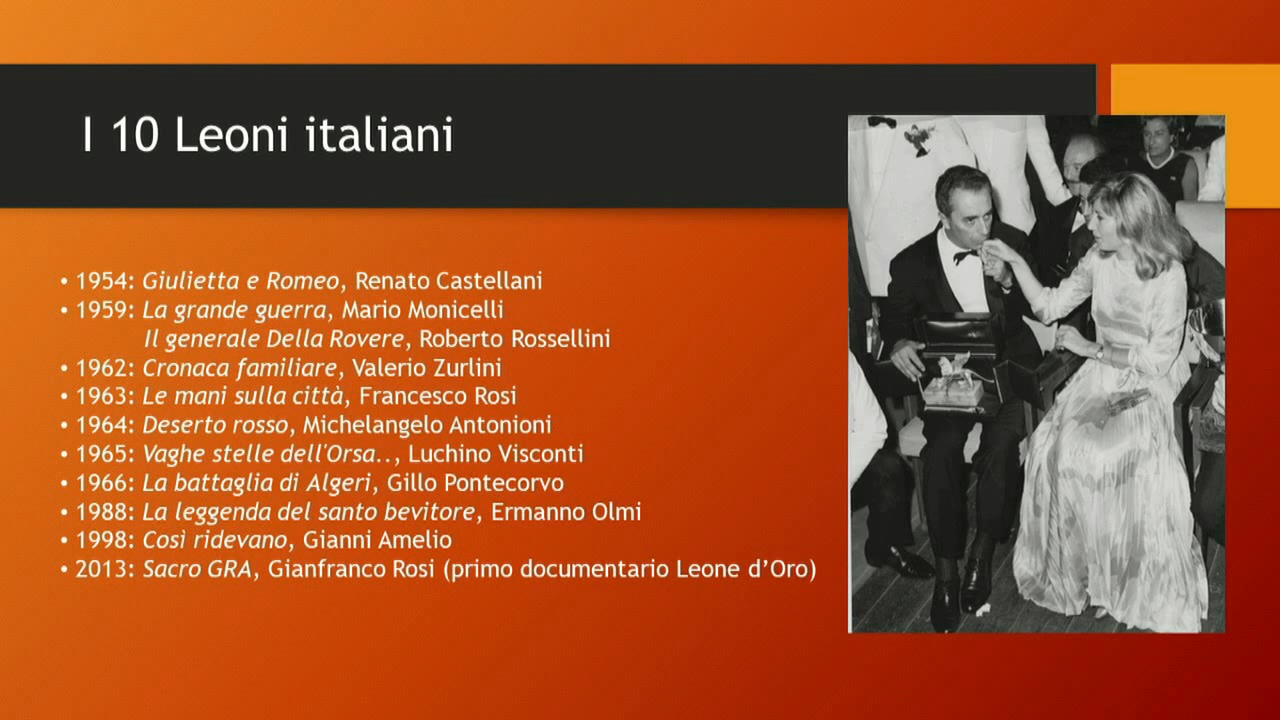 I 10 Leoni italiani
• 1954: Giulietta e Romeo, Renato Castellani
• 1959: La grande guerra, Mario Monicelli
Il generale Della Rovere, Roberto Rossellini
• 1962: Cronaca familiare, Valerio Zurlini
• 1963: Le mani sulla città, Francesco Rosi
• 1964: Deserto rosso, Michelangelo Antonioni
• 1965: Vaghe stelle dell'Orsa.., Luchino Visconti
• 1966: La battaglia di Algeri, Gillo Pontecorvo
• 1988: La leggenda del santo bevitore, Ermanno Olmi
• 1998: Così ridevano, Gianni Amelio
• 2013: Sacro GRA, Gianfranco Rosi (primo documentario Leone d’Oro)